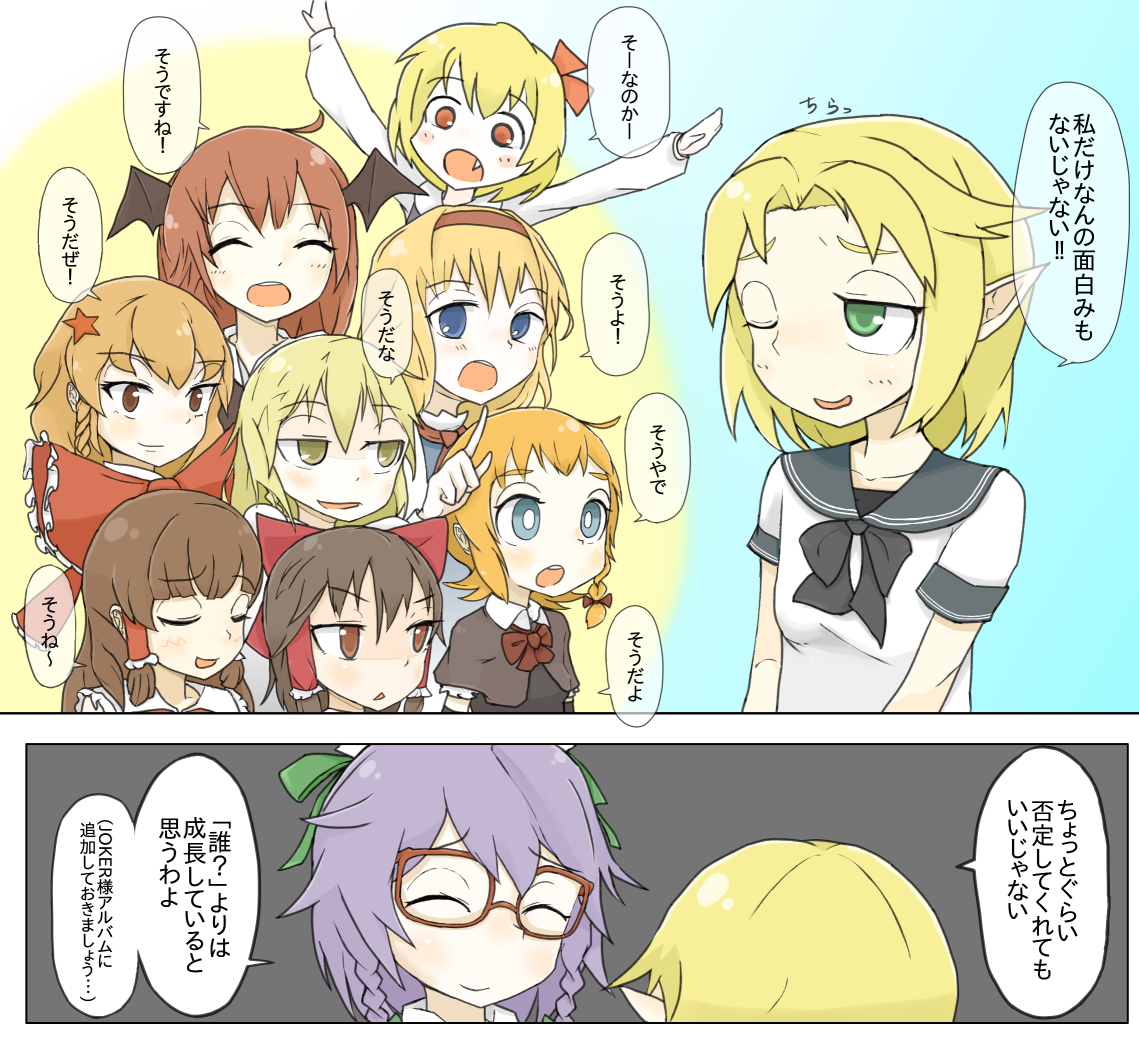 私だけなんの面白みも
ないじゃない!!
ちらっ
そーなのかー
そうですね！
そうだぜ！
そうよ！
そうだな
そうやで
そうね～
そうだよ
ちょっとぐらい
否定してくれても
いいじゃない
「誰？」よりは
成長していると
思うわよ
(JOKER様アルバムに
追加しておきましょう…)